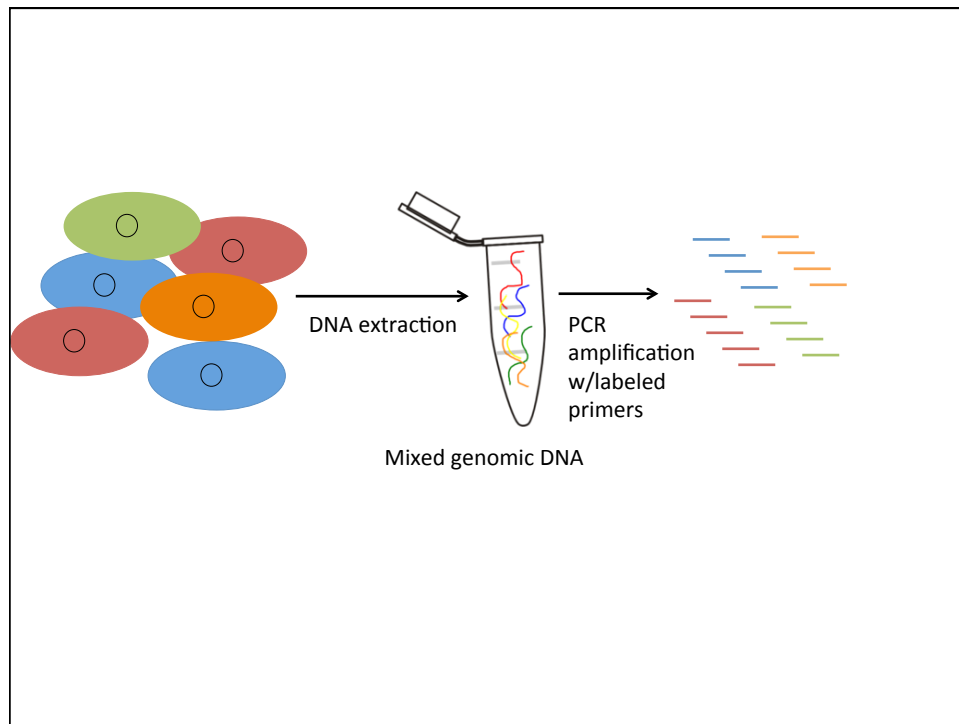 DNA extraction
PCR
amplification
w/labeled
primers
Mixed genomic DNA